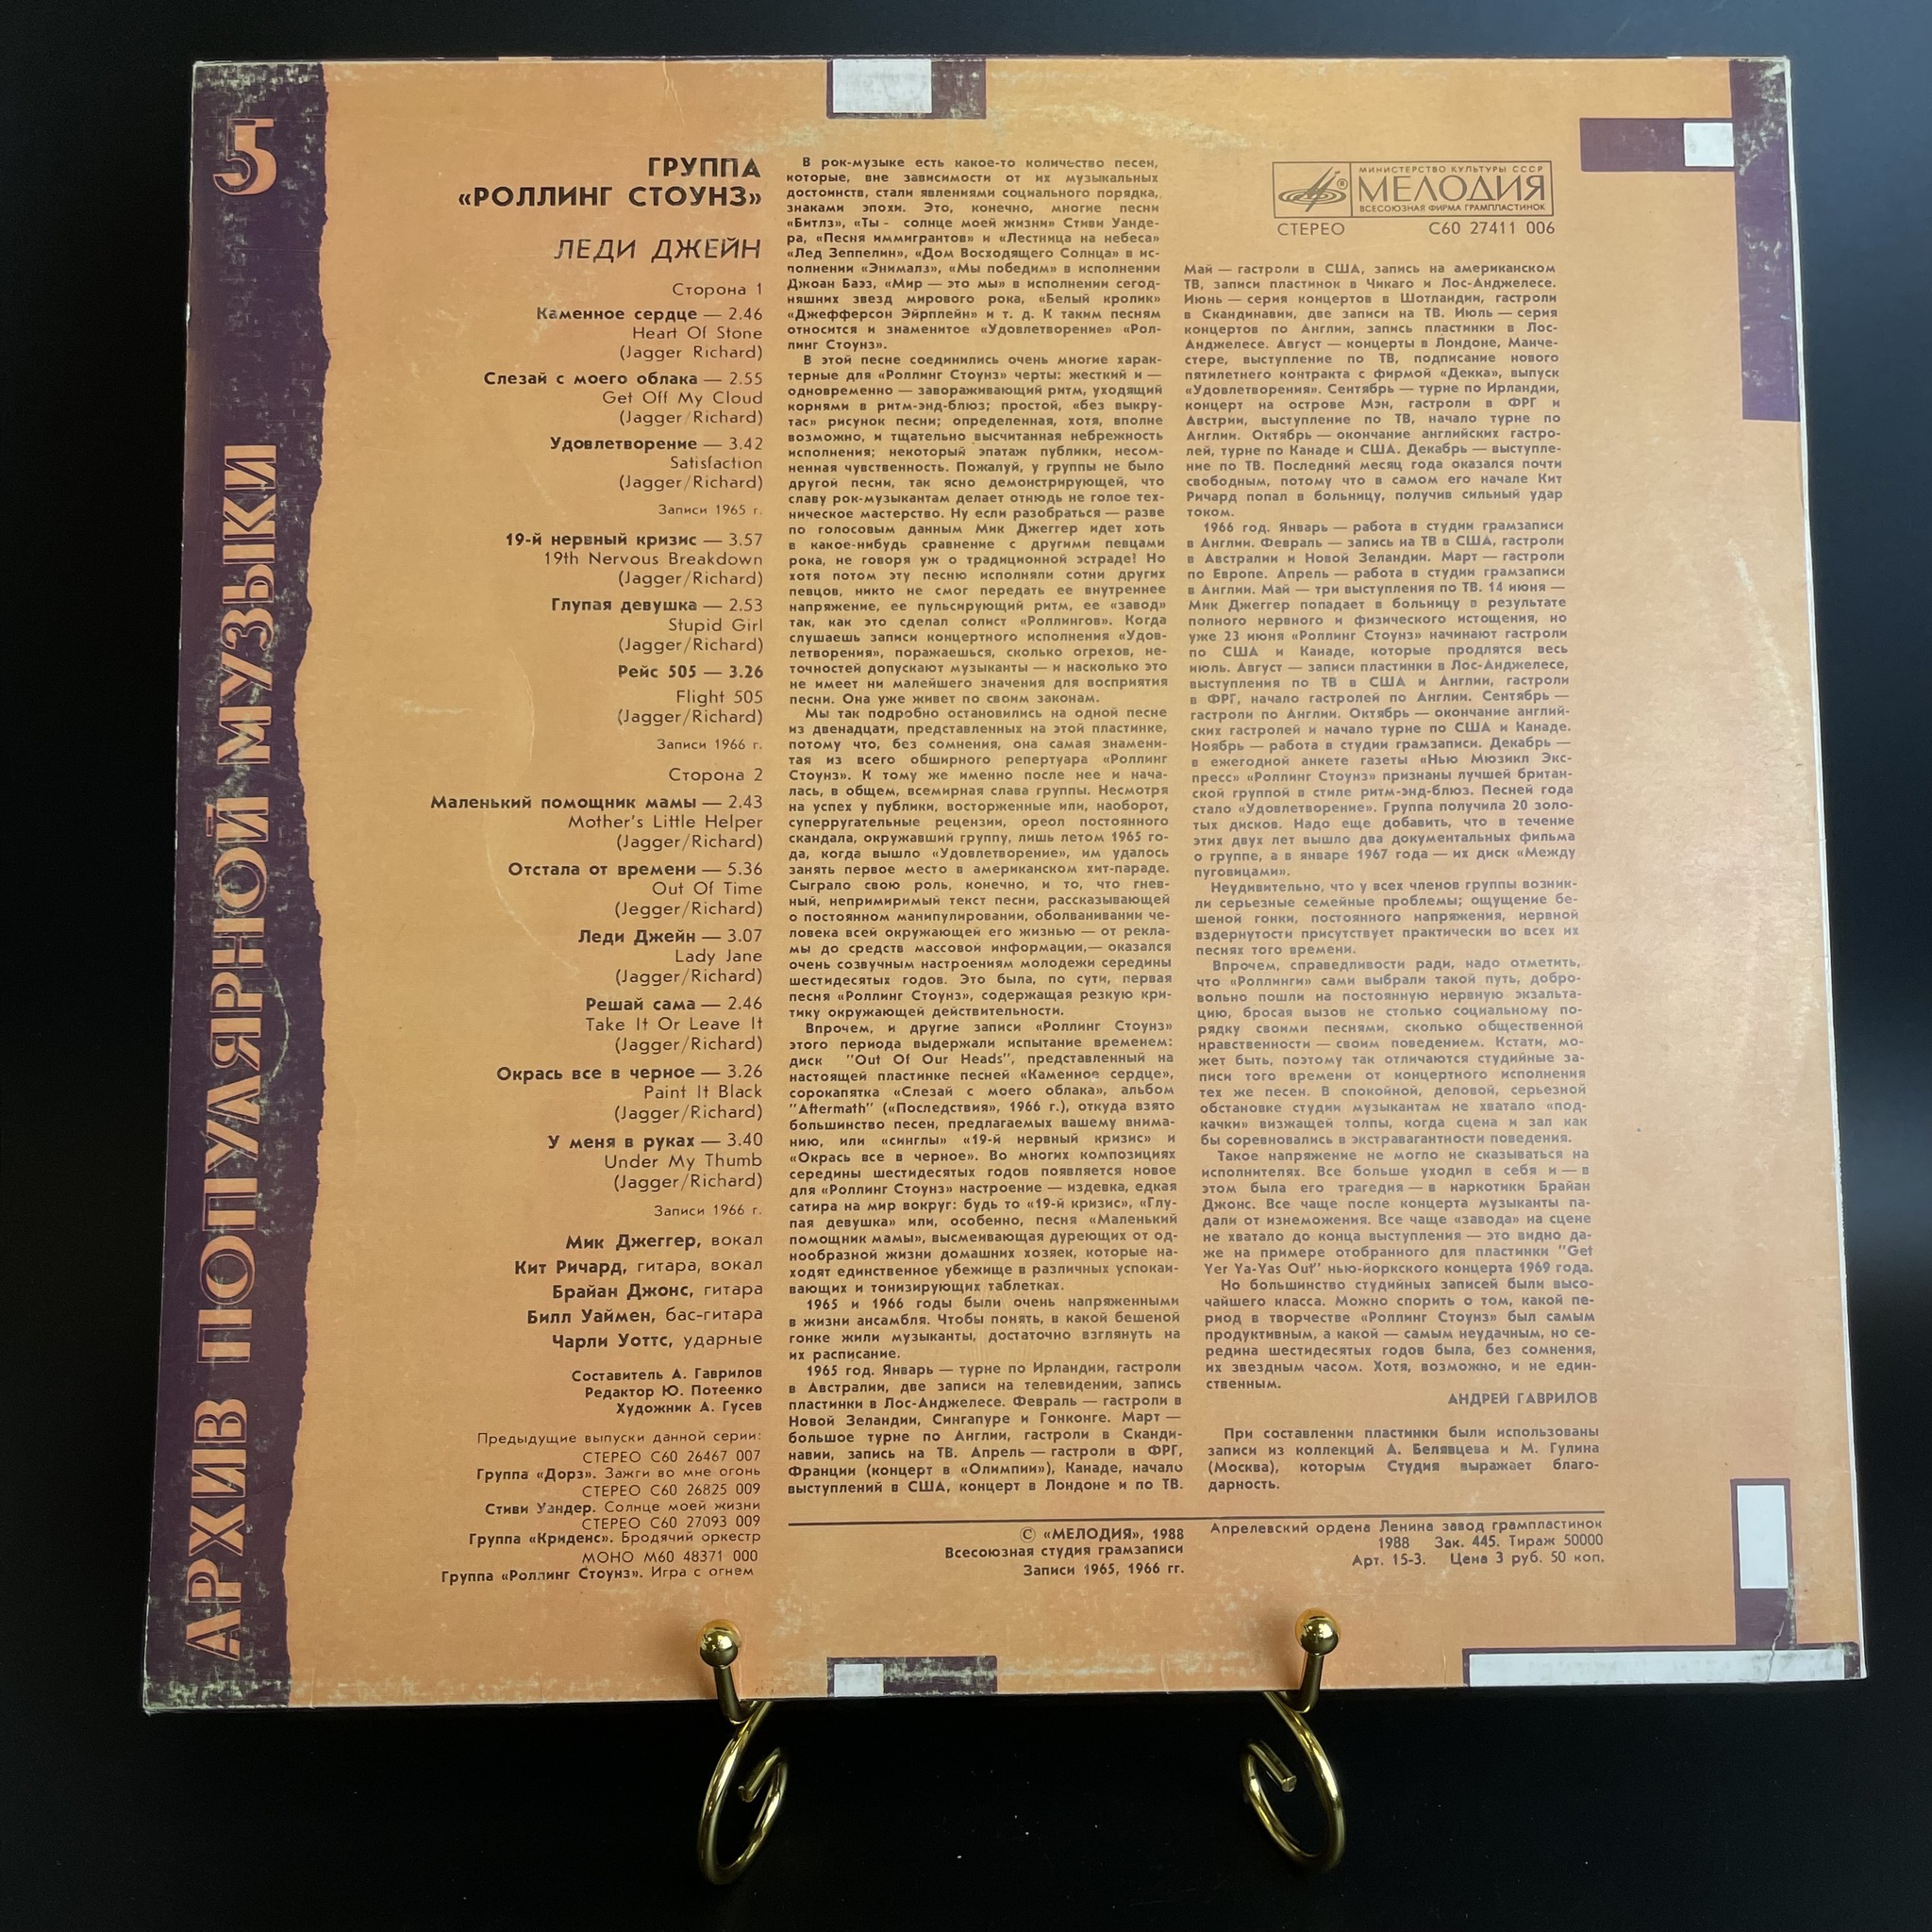 5
АРХИВ ПОПУЛЯРНОЙ МУЗЫКИ
ГРУППА
«РОЛЛИНГ СТОУНЗ»
ЛЕДИ ДЖЕЙН
Сторона 1
Каменное сердце — 2.46
Heart Of Stone
(Jagger Richard)
Слезай с моего облака — 2.55
Get Off My Cloud
(Jagger/Richard)
Удовлетворение — 3.42
Satisfaction
(Jagger/Richard)
Записи 1965 г.
19-й нервный кризис — 3.57
19th Nervous Breakdown
(Jagger/Richard)
Глупая девушка — 2.53
Stupid Girl
(Jagger/Richard)
Рейс 505 — 3.26
Flight 505
(Jagger/Richard)
Записи 1966 г.
Сторона 2
Маленький помощник мамы — 2.43
Mother's Little Helper
(Jagger/Richard)
Отстала от времени — 5.36
Out Of Time
(Jegger/Richard)
Леди Джейн — 3.07
Lady Jane
(Jagger/Richard)
Решай сама — 2.46
Take It Or Leave It
(Jagger/Richard)
Окрась все в черное — 3.26
Paint It Black
(Jagger/Richard)
У меня в руках — 3.40
Under My Thumb
(Jagger/Richard)
Записи 1966 г.
Мик Джеггер, вокал
Кит Ричард, гитара, вокал
Брайан Джонс, гитара
Билл Уаймен, бас-гитара
Чарли Уоттс, ударные
Составитель А. Гаврилов
Редактор Ю. Потеенко
Художник А. Гусев
Предыдущие выпуски данной серии:
СТЕРЕО С60 26467 007
Группа «Дорз». Зажги во мне огонь
СТЕРЕО С60 26825 009
Стиви Уандер. Солнце моей жизни
СТЕРЕО С60 27093 009
Группа «Криденс». Бродячий оркестр
МОНО М60 48371 000
Группа «Роллинг Стоунз». Игра с огнем
В рок-музыке есть какое-то количество песен,
которые, вне зависимости от их музыкальных
достоинств, стали явлениями социального порядка,
знаками эпохи. Это, конечно, многие песни
«Битлз», «Ты - солнце моей жизни» Стиви Уанде-
ра, «Песня иммигрантов» и «Лестница на небеса»
«Лед Зеппелин», «Дом Восходящего Солнца» в ис-
полнении «Энималз», «Мы победим» в исполнении
Джоан Баэз, «Мир — это мы» в исполнении сегод-
няшних звезд мирового рока, «Белый кролик»
«Джефферсон Эйрплейн» и т. д. К таким песням
относится и знаменитое «Удовлетворение» «Рол-
линг Стоунз».
В этой песне соединились очень многие харак-
терные для «Роллинг Стоунз» черты: жесткий и —
одновременно — завораживающий ритм, уходящий
корнями в ритм-энд-блюз; простой, «без выкру-
тас» рисунок песни; определенная, хотя, вполне
возможно, и тщательно высчитанная небрежность
исполнения; некоторый эпатаж публики, несом-
ненная чувственность. Пожалуй, у группы не было
другой песни, так ясно демонстрирующей, что
славу рок-музыкантам делает отнюдь не голое тех-
ническое мастерство. Ну если разобраться — разве
по голосовым данным Мик Джеггер идет хоть
в какое-нибудь сравнение с другими певцами
рока, не говоря уж о традиционной эстраде! Но
хотя потом эту песню исполняли сотни других
певцов, никто не смог передать ее внутреннее
напряжение, ее пульсирующий ритм, ее «завод»
так, как это сделал солист «Роллингов». Когда
слушаешь записи концертного исполнения «Удов-
летворения», поражаешься, сколько огрехов, не-
точностей допускают музыканты — и насколько это
не имеет ни малейшего значения для восприятия
песни. Она уже живет по своим законам.
Мы так подробно остановились на одной песне
из двенадцати, представленных на этой пластинке,
потому что, без сомнения, она самая знамени-
тая из всего обширного репертуара «Роллинг
Стоунз». К тому же именно после нее и нача-
лась, в общем, всемирная слава группы. Несмотря
на успех у публики, восторженные или, наоборот,
суперругательные рецензии, ореол постоянного
скандала, окружавший группу, лишь летом 1965 го-
да, когда вышло «Удовлетворение», им удалось
занять первое место в американском хит-параде.
Сыграло свою роль, конечно, и то, что гнев-
ный, непримиримый текст песни, рассказывающей
о постоянном манипулировании, оболванивании че-
ловека всей окружающей его жизнью — от рекла-
мы до средств массовой информации,— оказался
очень созвучным настроениям молодежи середины
шестидесятых годов. Это была, по сути, первая
песня «Роллинг Стоунз», содержащая резкую кри-
тику окружающей действительности.
Впрочем, и другие записи «Роллинг Стоунз»
этого периода выдержали испытание временем:
диск "Out Of Our Heads", представленный на
настоящей пластинке песней «Каменное сердце»,
сорокапятка «Слезай с моего облака», альбом
"Aftermath" («Последствия», 1966 г.), откуда взято
большинство песен, предлагаемых вашему внима-
нию, или «синглы» «19-й нервный кризис» и
«Окрась все в черное». Во многих композициях
середины шестидесятых годов появляется новое
для «Роллинг Стоунз» настроение — издевка, едкая
сатира на мир вокруг: будь то «19-й кризис», «Глу-
пая девушка» или, особенно, песня «Маленький
помощник мамы», высмеивающая дуреющих от од-
нообразной жизни домашних хозяек, которые на-
ходят единственное убежище в различных успокаи-
вающих и тонизирующих таблетках.
1965 и 1966 годы были очень напряженными
в жизни ансамбля. Чтобы понять, в какой бешеной
гонке жили музыканты, достаточно взглянуть на
их расписание.
1965 год. Январь — турне по Ирландии, гастроли
в Австралии, две записи на телевидении, запись
пластинки в Лос-Анджелесе. Февраль — гастроли в
Новой Зеландии, Сингапуре и Гонконге. Март —
большое турне по Англии, гастроли в Сканди-
навии, запись на ТВ. Апрель — гастроли в ФРГ,
Франции (концерт в «Олимпии»), Канаде, начало
выступлений в США, концерт в Лондоне и по ТВ.
МИНИСТЕРСТВО КУЛЬТУРЫ СССР
МЕЛОДИЯ
ВСЕСОЮЗНАЯ ФИРМА ГРАМПЛАСТИНОК
СТЕРЕО С60 27411 006
Май — гастроли в США, запись на американском
ТВ, записи пластинок в Чикаго и Лос-Анджелесе.
Июнь — серия концертов в Шотландии, гастроли
в Скандинавии, две записи на ТВ. Июль — серия
концертов по Англии, запись пластинки в Лос-
Анджелесе. Август — концерты в Лондоне, Манче-
стере, выступление по ТВ, подписание нового
пятилетнего контракта с фирмой «Декка», выпуск
«Удовлетворения». Сентябрь — турне по Ирландии,
концерт на острове Мэн, гастроли в ФРГ и
Австрии, выступление по ТВ, начало турне по
Англии. Октябрь — окончание английских гастро-
лей, турне по Канаде и США. Декабрь — выступле-
ние по ТВ. Последний месяц года оказался почти
свободным, потому что в самом его начале Кит
Ричард попал в больницу, получив сильный удар
током.
1966 год. Январь — работа в студии грамзаписи
в Англии. Февраль — запись на ТВ в США, гастроли
в Австралии и Новой Зеландии. Март — гастроли
по Европе. Апрель — работа в студии грамзаписи
в Англии. Май — три выступления по ТВ. 14 июня —
Мик Джеггер попадает в больницу в результате
полного нервного и физического истощения, но
уже 23 июня «Роллинг Стоунз» начинают гастроли
по США и Канаде, которые продлятся весь
июль. Август — записи пластинки в Лос-Анджелесе,
выступления по ТВ в США и Англии, гастроли
в ФРГ, начало гастролей по Англии. Сентябрь —
гастроли по Англии. Октябрь — окончание англий-
ских гастролей и начало турне по США и Канаде.
Ноябрь — работа в студии грамзаписи. Декабрь —
в ежегодной анкете газеты «Нью Мюзикл Экс-
пресс» «Роллинг Стоунз» признаны лучшей британ-
ской группой в стиле ритм-энд-блюз. Песней года
стало «Удовлетворение». Группа получила 20 золо-
тых дисков. Надо еще добавить, что в течение
этих двух лет вышло два документальных фильма
о группе, а в январе 1967 года — их диск «Между
пуговицами».
Неудивительно, что у всех членов группы возник-
ли серьезные семейные проблемы; ощущение бе-
шеной гонки, постоянного напряжения, нервной
вздернутости присутствует практически во всех их
песнях того времени.
Впрочем, справедливости ради, надо отметить,
что «Роллинги» сами выбрали такой путь, добро-
вольно пошли на постоянную нервную экзальта-
цию, бросая вызов не столько социальному по-
рядку своими песнями, сколько общественной
нравственности — своим поведением. Кстати, мо-
жет быть, поэтому так отличаются студийные за-
писи того времени от концертного исполнения
тех же песен. В спокойной, деловой, серьезной
обстановке студии музыкантам не хватало «под-
качки» визжащей толпы, когда сцена и зал как
бы соревновались в экстравагантности поведения.
Такое напряжение не могло не сказываться на
исполнителях. Все больше уходил в себя и — в
этом была его трагедия — в наркотики Брайан
Джонс. Все чаще после концерта музыканты па-
дали от изнеможения. Все чаще «завода» на сцене
не хватало до конца выступления — это видно да-
же на примере отобранного для пластинки "Get
Yer Ya-Yas Out" нью-йоркского концерта 1969 года.
Но большинство студийных записей были высо-
чайшего класса. Можно спорить о том, какой пе-
риод в творчестве «Роллинг Стоунз» был самым
продуктивным, а какой — самым неудачным, но се-
редина шестидесятых годов была, без сомнения,
их звездным часом. Хотя, возможно, и не един-
ственным.
АНДРЕЙ ГАВРИЛОВ
При составлении пластинки были использованы
записи из коллекций А. Белявцева и М. Гулина
(Москва), которым Студия выражает благо-
дарность.
© «МЕЛОДИЯ», 1988
Всесоюзная студия грамзаписи
Записи 1965, 1966 гг.
Апрелевский ордена Ленина завод грампластинок
1988 Зак. 445. Тираж 50000
Арт. 15-3. Цена 3 руб. 50 коп.